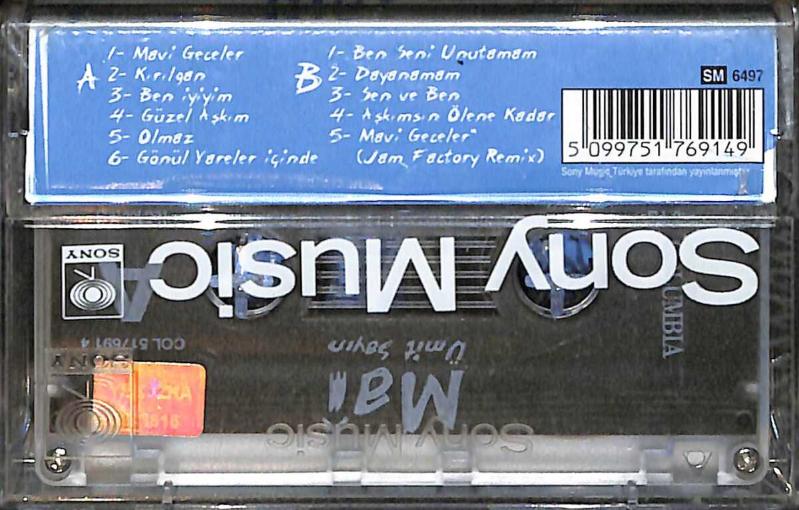 A
1- Mavi Geceler
2- Kırılgan
3- Ben iyiyim
4- Güzel Aşkım
5- Olmaz
6- Gönül Yareler içinde
B
1- Ben Seni Unutamam
2- Dayanamam
3- Sen ve Ben
4- Aşkımsın Ölene Kadar
5- Mavi Geceler"
(Jam Factory Remix)
SM 6497
5 099751 769149
Sony Music Türkiye tarafından yayınlanmıştır
Sony Music
SONY
A
COLUMBIA
COL 517691 4
Ümit Sayın
Mai
SONY
Sony Music